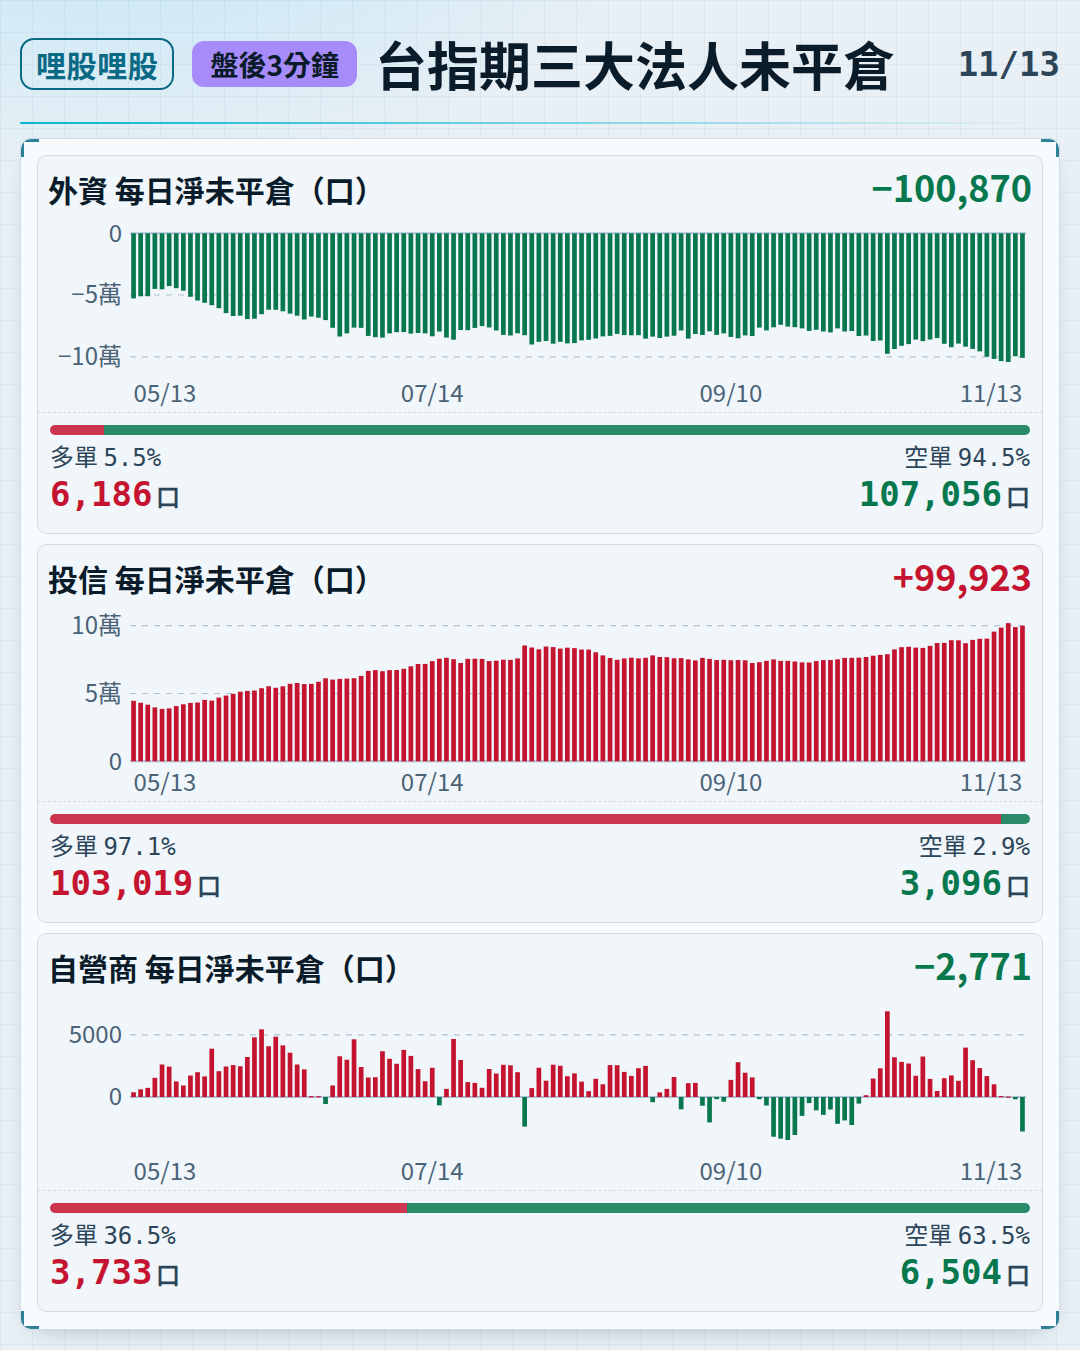 哩股哩股 盤後3分鐘 台指期三大法人未平倉 11/13
外資 每日淨未平倉（口） −100,870
0
−5萬
−10萬
05/13 07/14 09/10 11/13
多單 5.5% 空單 94.5%
6,186口 107,056口
投信 每日淨未平倉（口） +99,923
10萬
5萬
0
05/13 07/14 09/10 11/13
多單 97.1% 空單 2.9%
103,019口 3,096口
自營商 每日淨未平倉（口） −2,771
5000
0
05/13 07/14 09/10 11/13
多單 36.5% 空單 63.5%
3,733口 6,504口